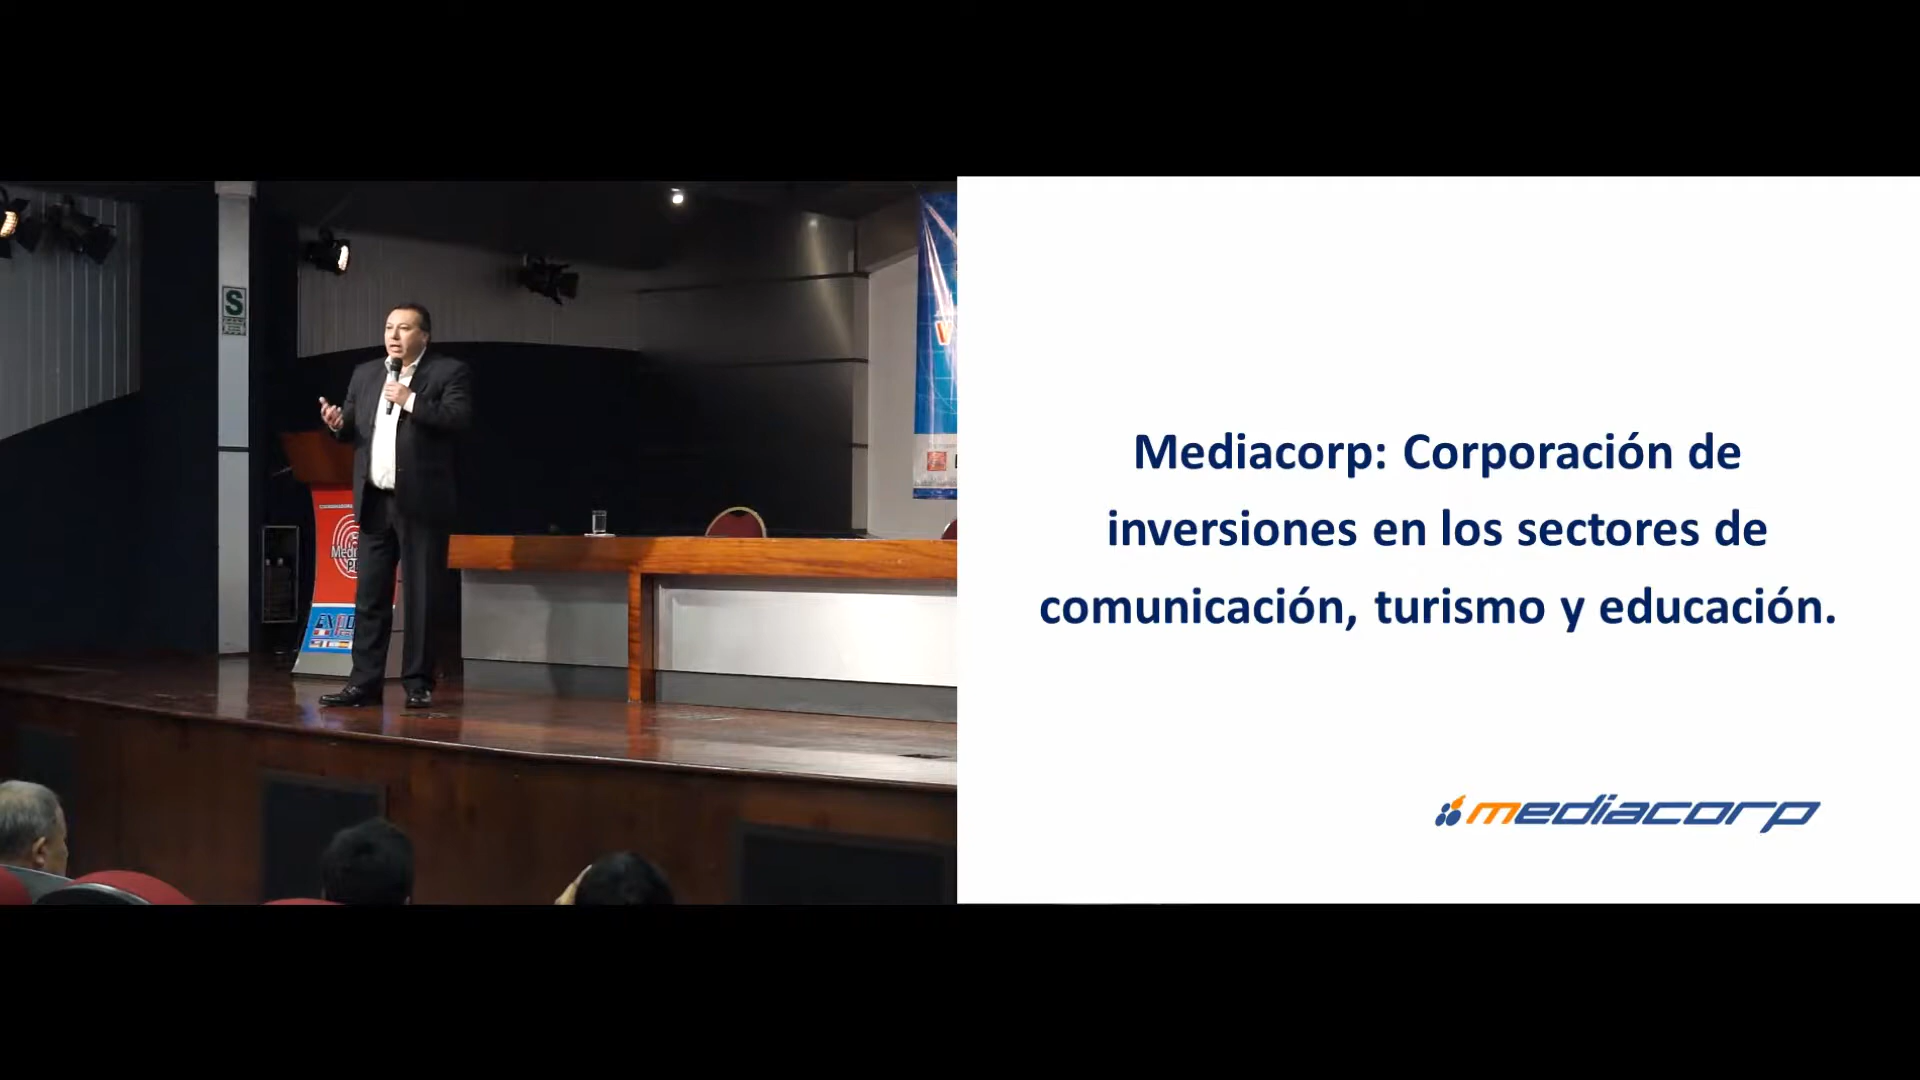 S
Mediacorp: Corporación de
inversiones en los sectores de
comunicación, turismo y educación.
mediacorp